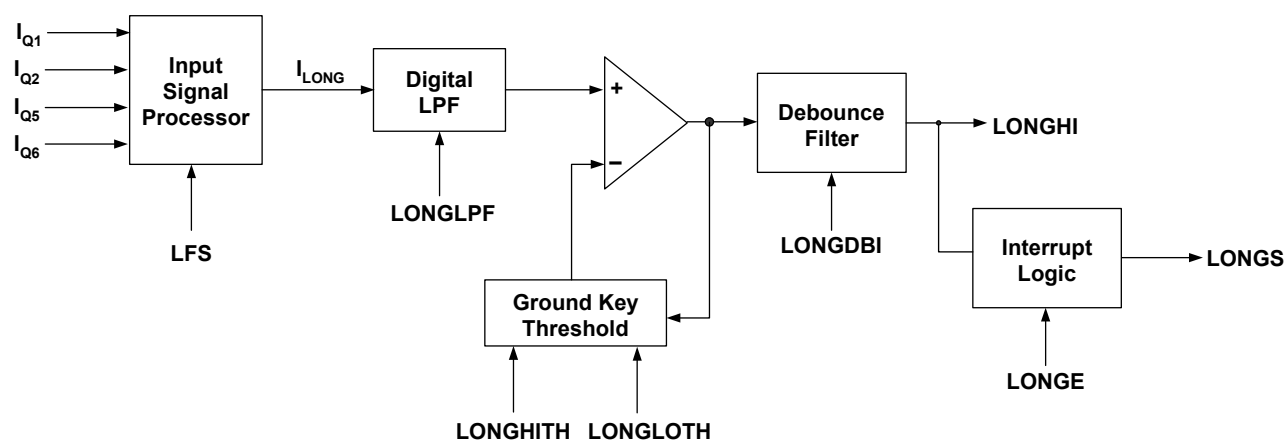 I_Q1
I_Q2
I_Q5
I_Q6
Input
Signal
Processor
LFS
I_LONG
Digital
LPF
LONGLPF
+
−
Ground Key
Threshold
LONGHITH
LONGLOTH
Debounce
Filter
LONGDBI
LONGHI
Interrupt
Logic
LONGS
LONGE